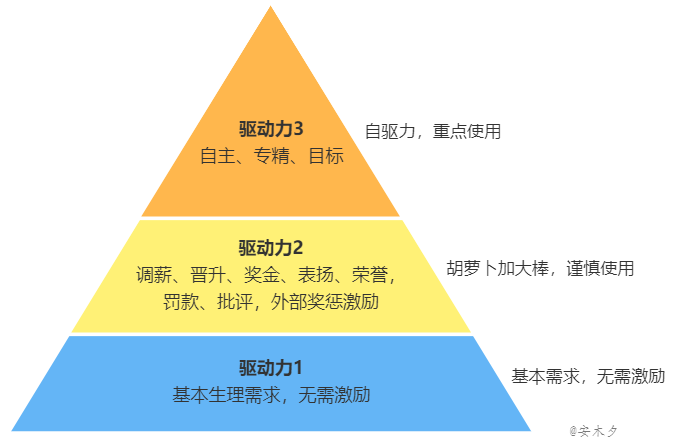 驱动力3
自主、专精、目标
自驱力，重点使用
驱动力2
调薪、晋升、奖金、表扬、荣誉，
罚款、批评，外部奖惩激励
胡萝卜加大棒，谨慎使用
驱动力1
基本生理需求，无需激励
基本需求，无需激励
@安木夕